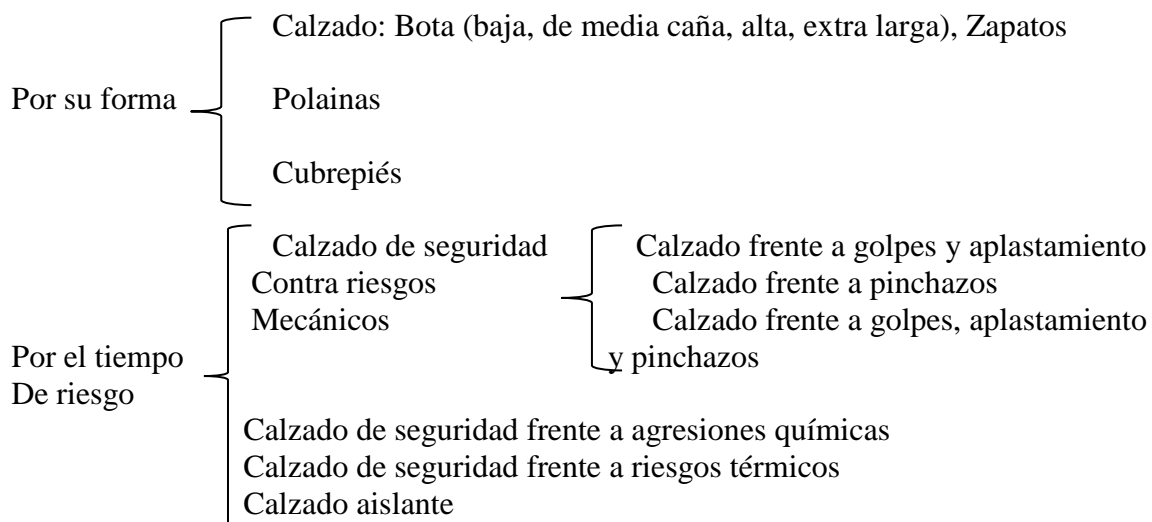 Calzado: Bota (baja, de media caña, alta, extra larga), Zapatos
Por su forma
Polainas
Cubrepiés
Calzado de seguridad
Contra riesgos
Mecánicos
Calzado frente a golpes y aplastamiento
Calzado frente a pinchazos
Calzado frente a golpes, aplastamiento
y pinchazos
Por el tiempo
De riesgo
Calzado de seguridad frente a agresiones químicas
Calzado de seguridad frente a riesgos térmicos
Calzado aislante